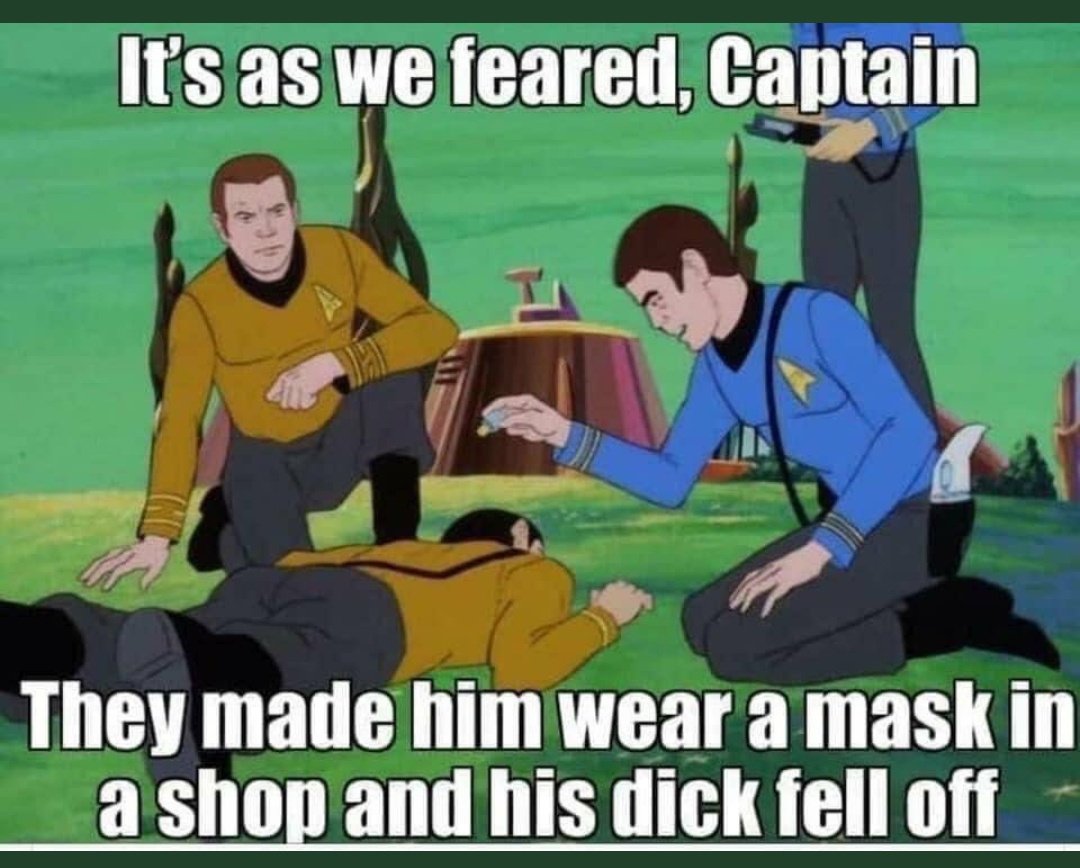 It's as we feared, Captain
They made him wear a mask in
a shop and his dick fell off